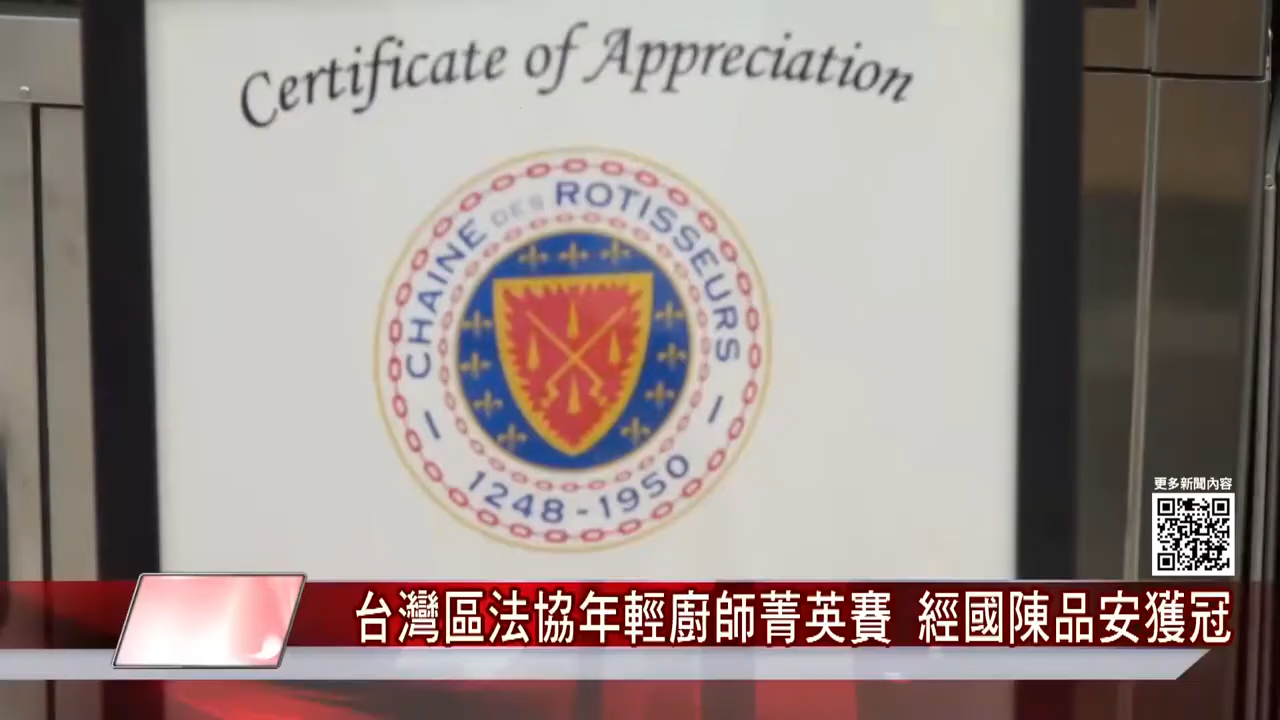 Certificate of Appreciation
CHAINE DES ROTISSEURS
1248-1950
更多新聞內容
台灣區法協年輕廚師菁英賽 經國陳品安獲冠